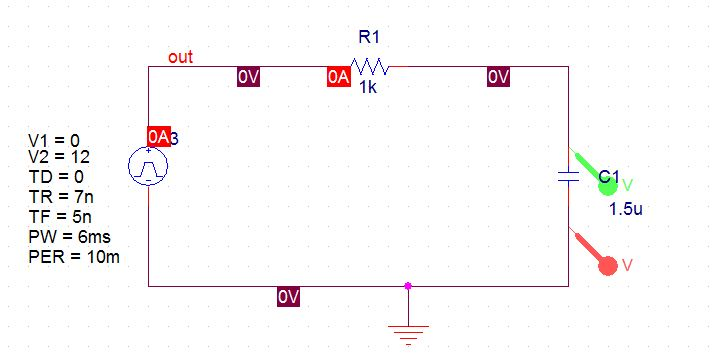 R1
out
0V
0A
0V
1k
0A
3
V1 = 0
V2 = 12
TD = 0
TR = 7n
TF = 5n
PW = 6ms
PER = 10m
C1
V
1.5u
V
0V